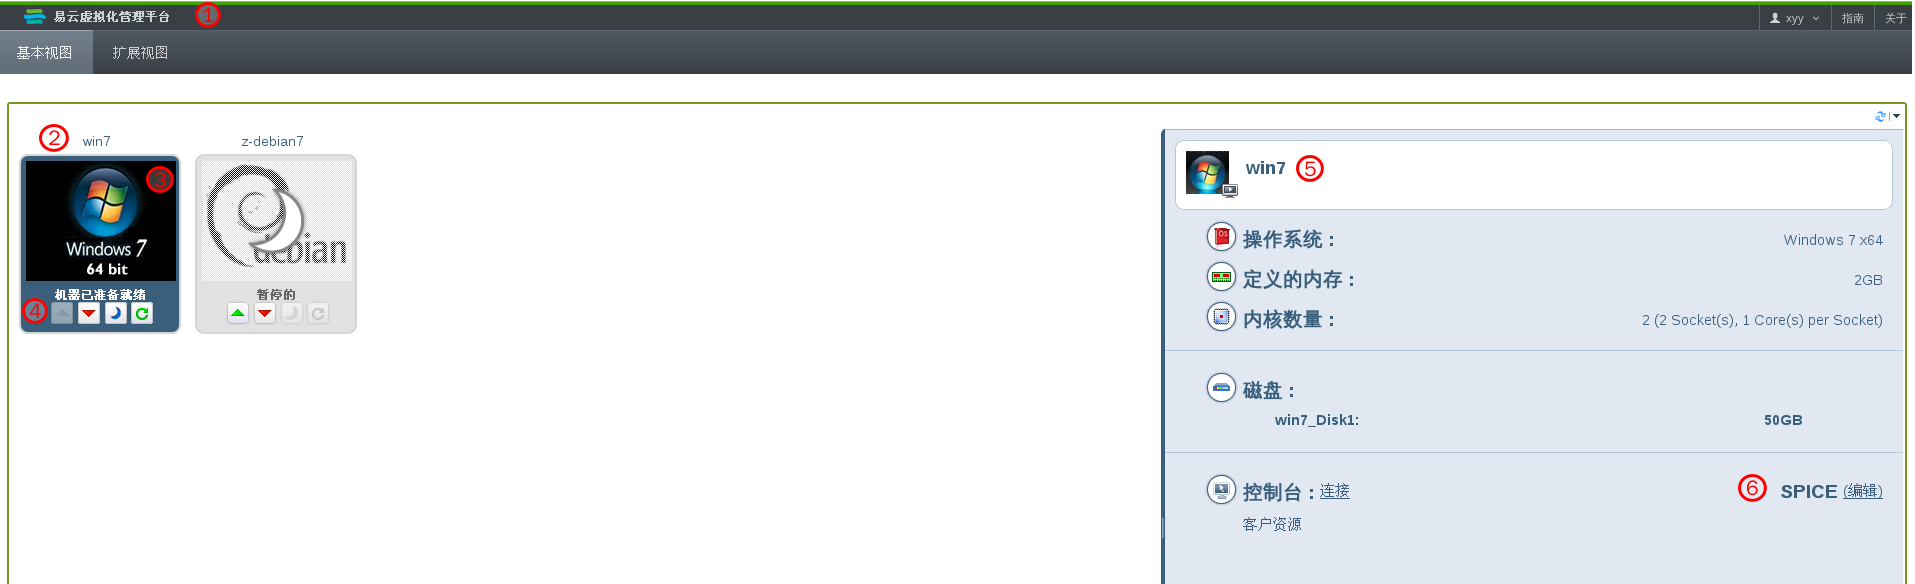 易云虚拟化管理平台 ① xyy 指南 关于
基本视图 扩展视图
② win7 z-debian7
③
Windows 7
64 bit
debian
机器已准备就绪 暂停的
④
win7 ⑤
操作系统： Windows 7 x64
定义的内存： 2GB
内核数量： 2 (2 Socket(s), 1 Core(s) per Socket)
磁盘：
win7_Disk1: 50GB
控制台：连接 ⑥ SPICE (编辑)
客户资源